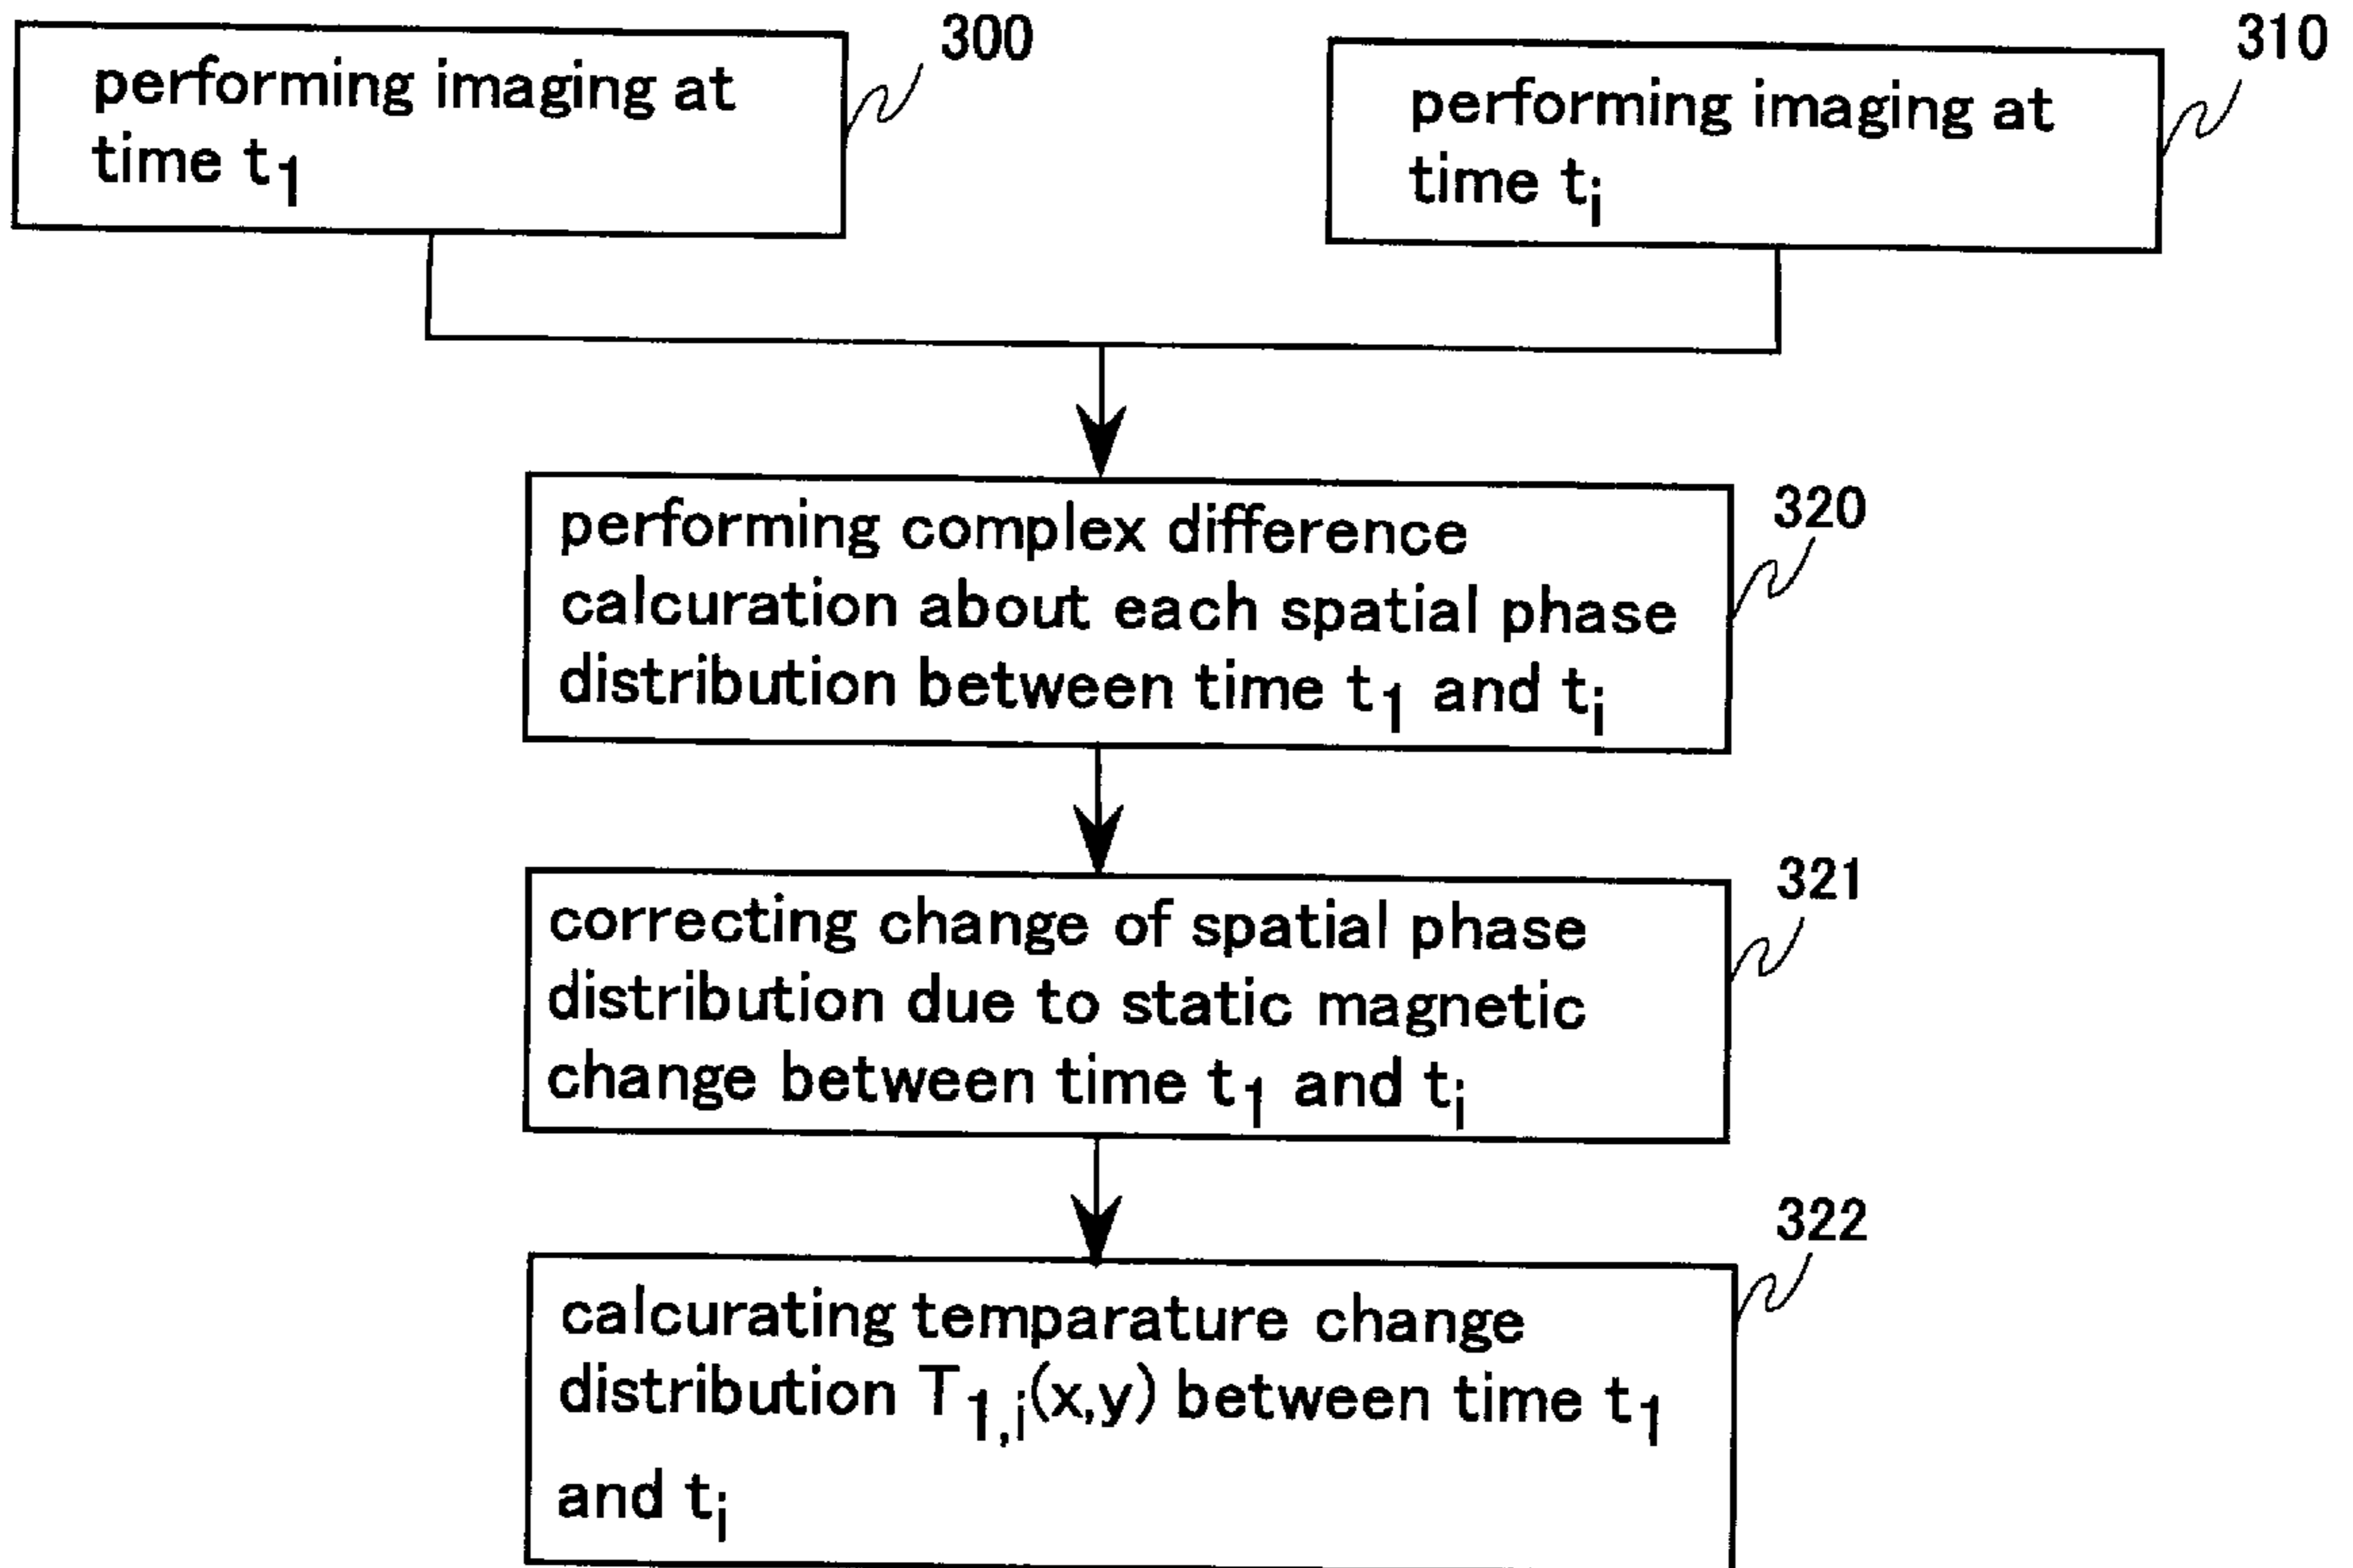 300
performing imaging at
time t1
310
performing imaging at
time ti
320
performing complex difference
calcuration about each spatial phase
distribution between time t1 and ti
321
correcting change of spatial phase
distribution due to static magnetic
change between time t1 and ti
322
calcurating temparature change
distribution T1,i(x,y) between time t1
and ti